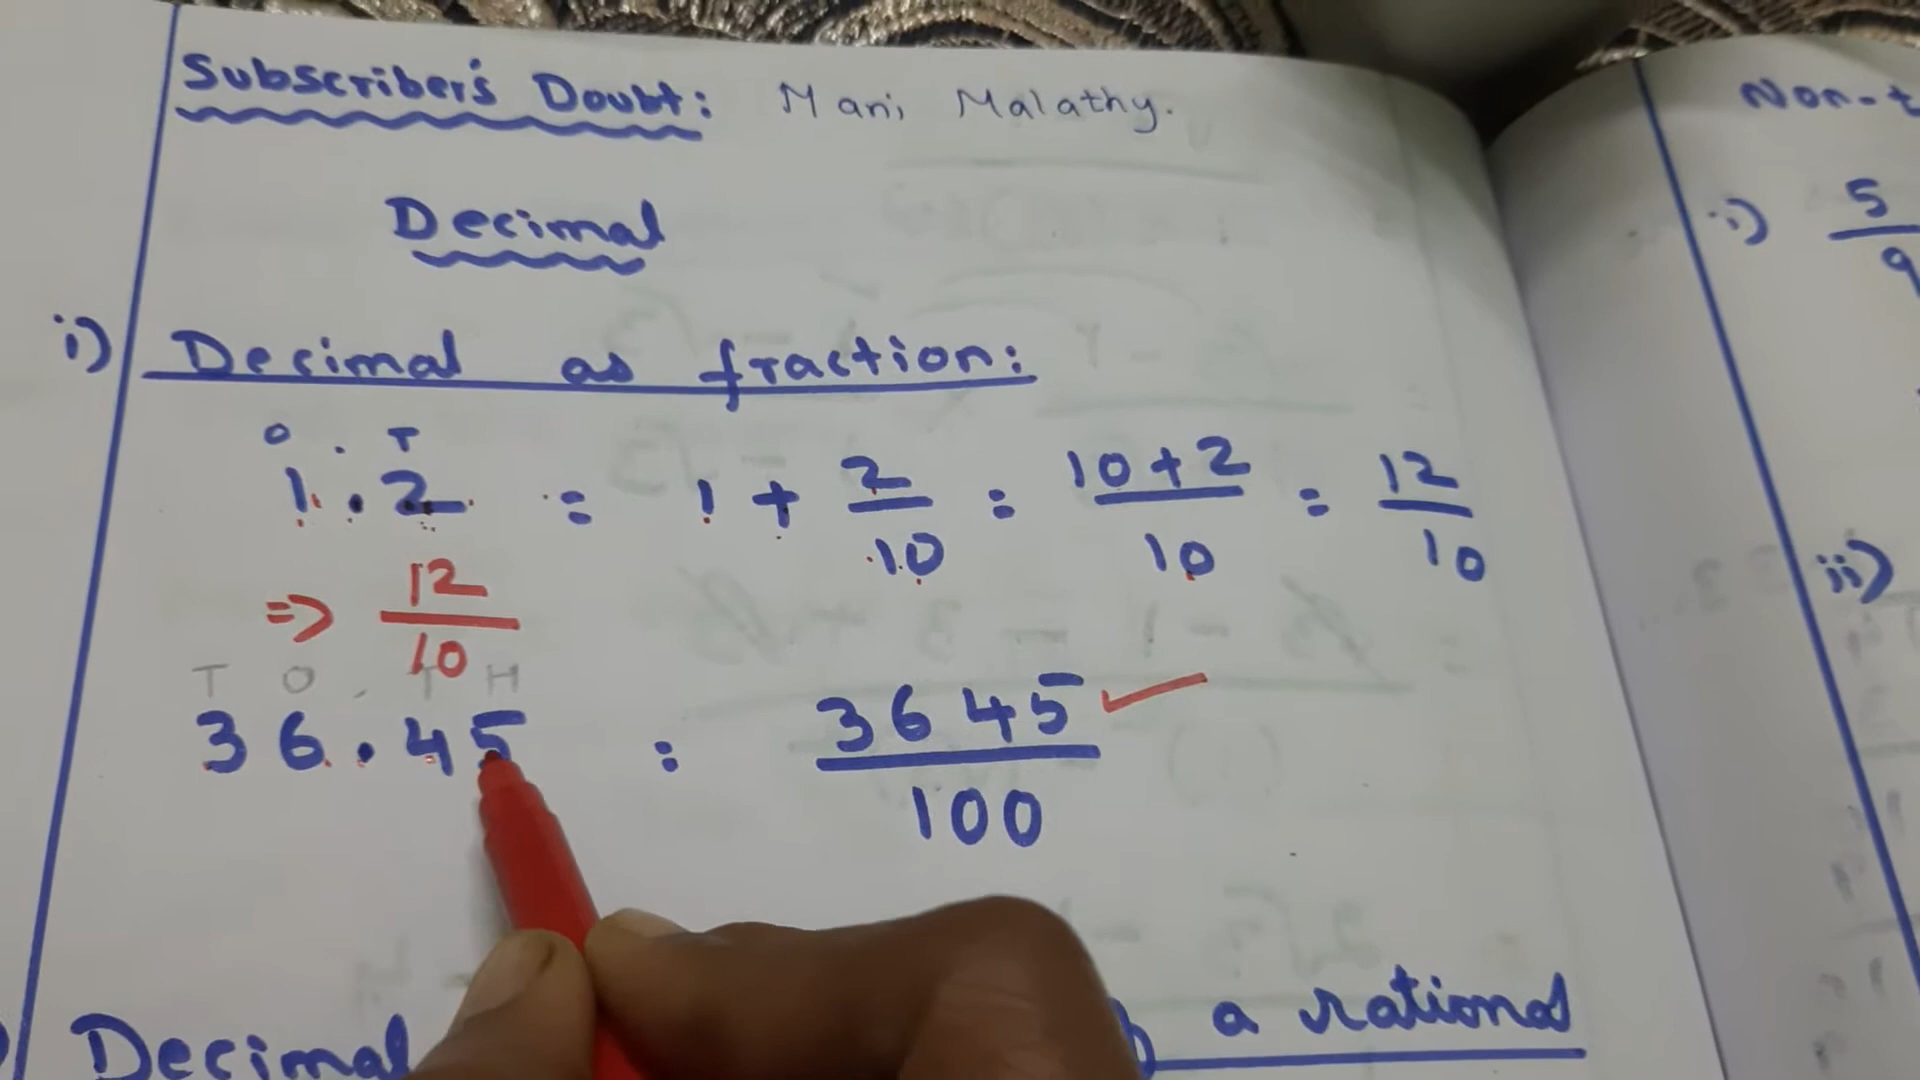 Subscriber's Doubt: Mani Malathy.
Decimal
i) Decimal as fraction:
O . T
1.2 = 1 + 2/10 = 10+2/10 = 12/10
=> 12/10
T O . T H
36.45 = 3645/100 ✓
Decimal a rational
i) 5/9
ii)